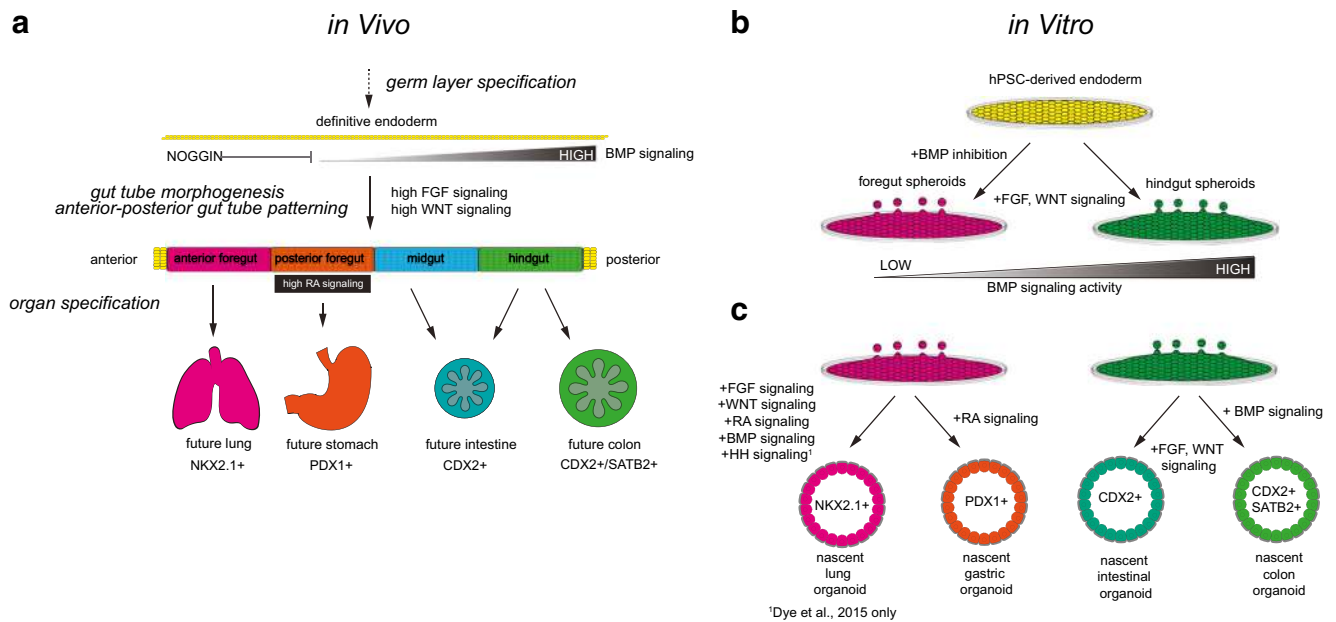 a
in Vivo
germ layer specification
definitive endoderm
NOGGIN
HIGH
BMP signaling
gut tube morphogenesis
anterior-posterior gut tube patterning
high FGF signaling
high WNT signaling
anterior
anterior foregut
posterior foregut
midgut
hindgut
posterior
high RA signaling
organ specification
future lung
NKX2.1+
future stomach
PDX1+
future intestine
CDX2+
future colon
CDX2+/SATB2+
b
in Vitro
hPSC-derived endoderm
+BMP inhibition
foregut spheroids
+FGF, WNT signaling
hindgut spheroids
LOW
HIGH
BMP signaling activity
c
+FGF signaling
+WNT signaling
+RA signaling
+BMP signaling
+HH signaling¹
+RA signaling
+FGF, WNT
signaling
+ BMP signaling
NKX2.1+
PDX1+
CDX2+
CDX2+
SATB2+
nascent
lung
organoid
nascent
gastric
organoid
nascent
intestinal
organoid
nascent
colon
organoid
¹Dye et al., 2015 only